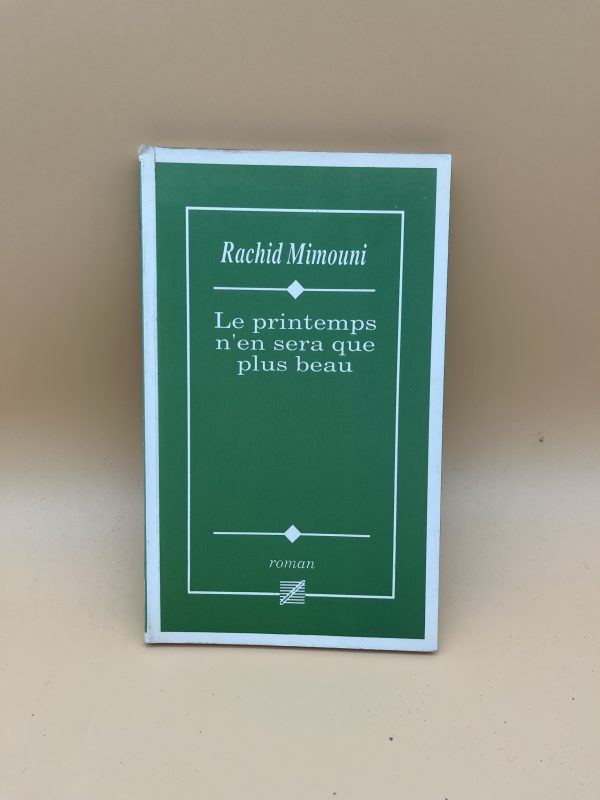 Rachid Mimouni
Le printemps
n'en sera que
plus beau
roman